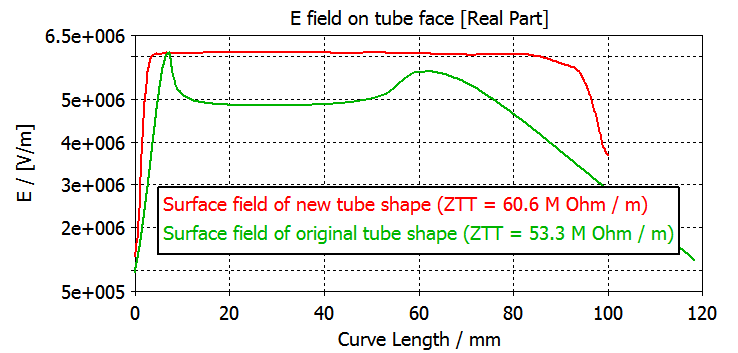 E field on tube face [Real Part]
6.5e+006
5e+006
4e+006
3e+006
2e+006
5e+005
E / [V/m]
Surface field of new tube shape (ZTT = 60.6 M Ohm / m)
Surface field of original tube shape (ZTT = 53.3 M Ohm / m)
0 20 40 60 80 100 120
Curve Length / mm